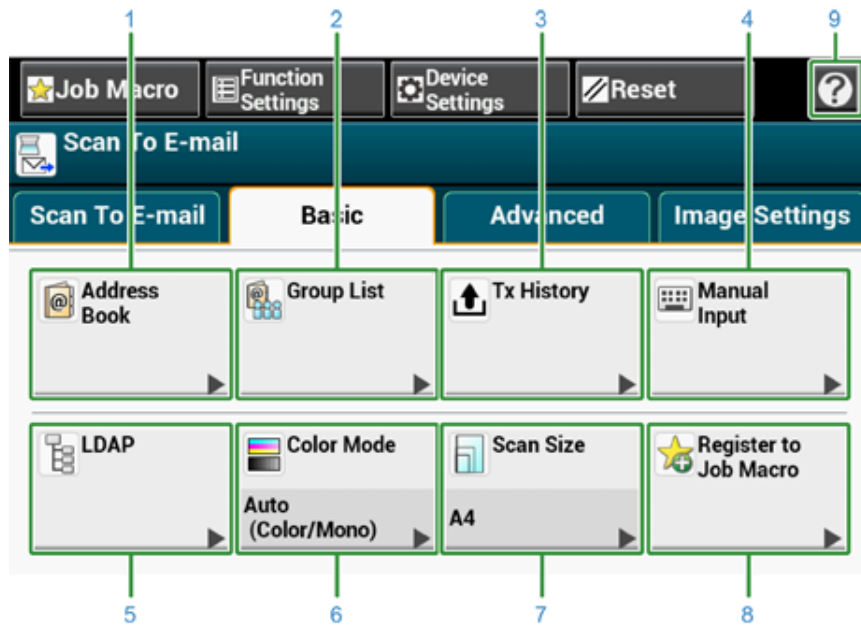 1 2 3 4 9
Job Macro Function Settings Device Settings Reset
Scan To E-mail
Scan To E-mail Basic Advanced Image Settings
Address Book Group List Tx History Manual Input
LDAP Color Mode Scan Size Register to Job Macro
Auto (Color/Mono) A4
5 6 7 8